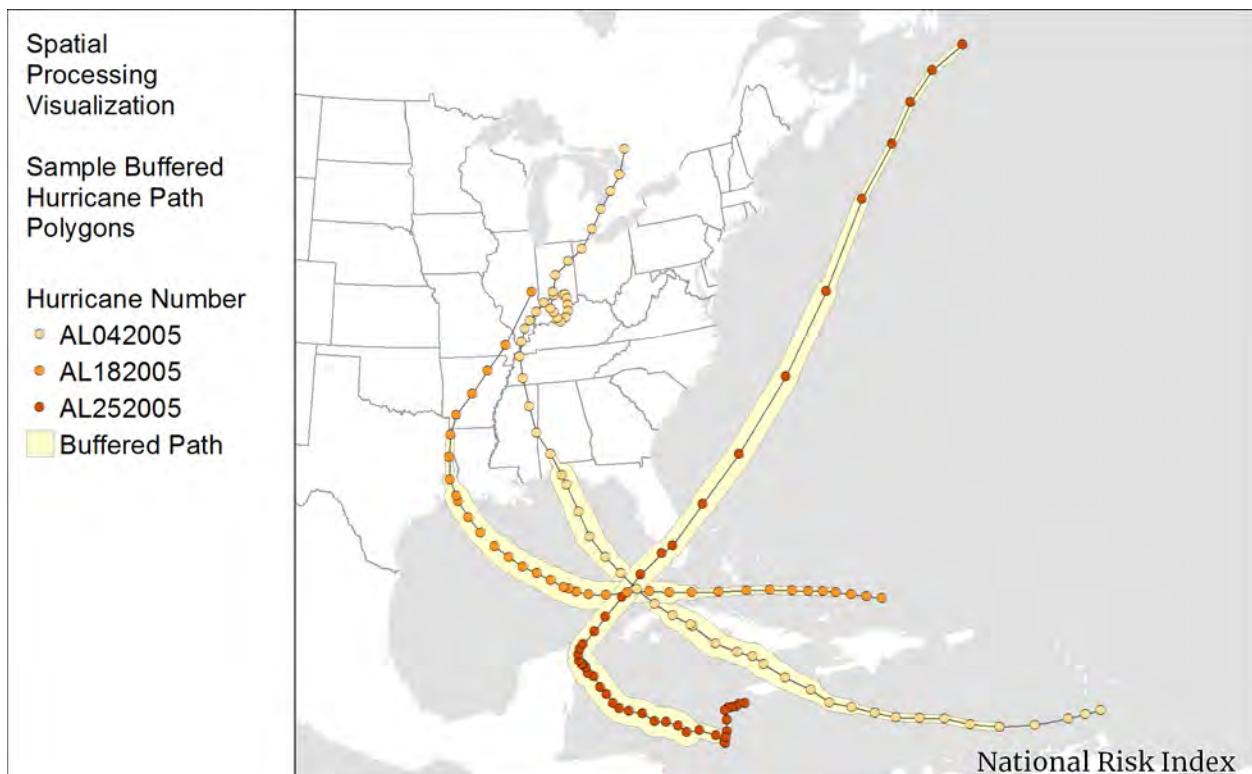 Spatial
Processing
Visualization
Sample Buffered
Hurricane Path
Polygons
Hurricane Number
AL042005
AL182005
AL252005
Buffered Path
National Risk Index